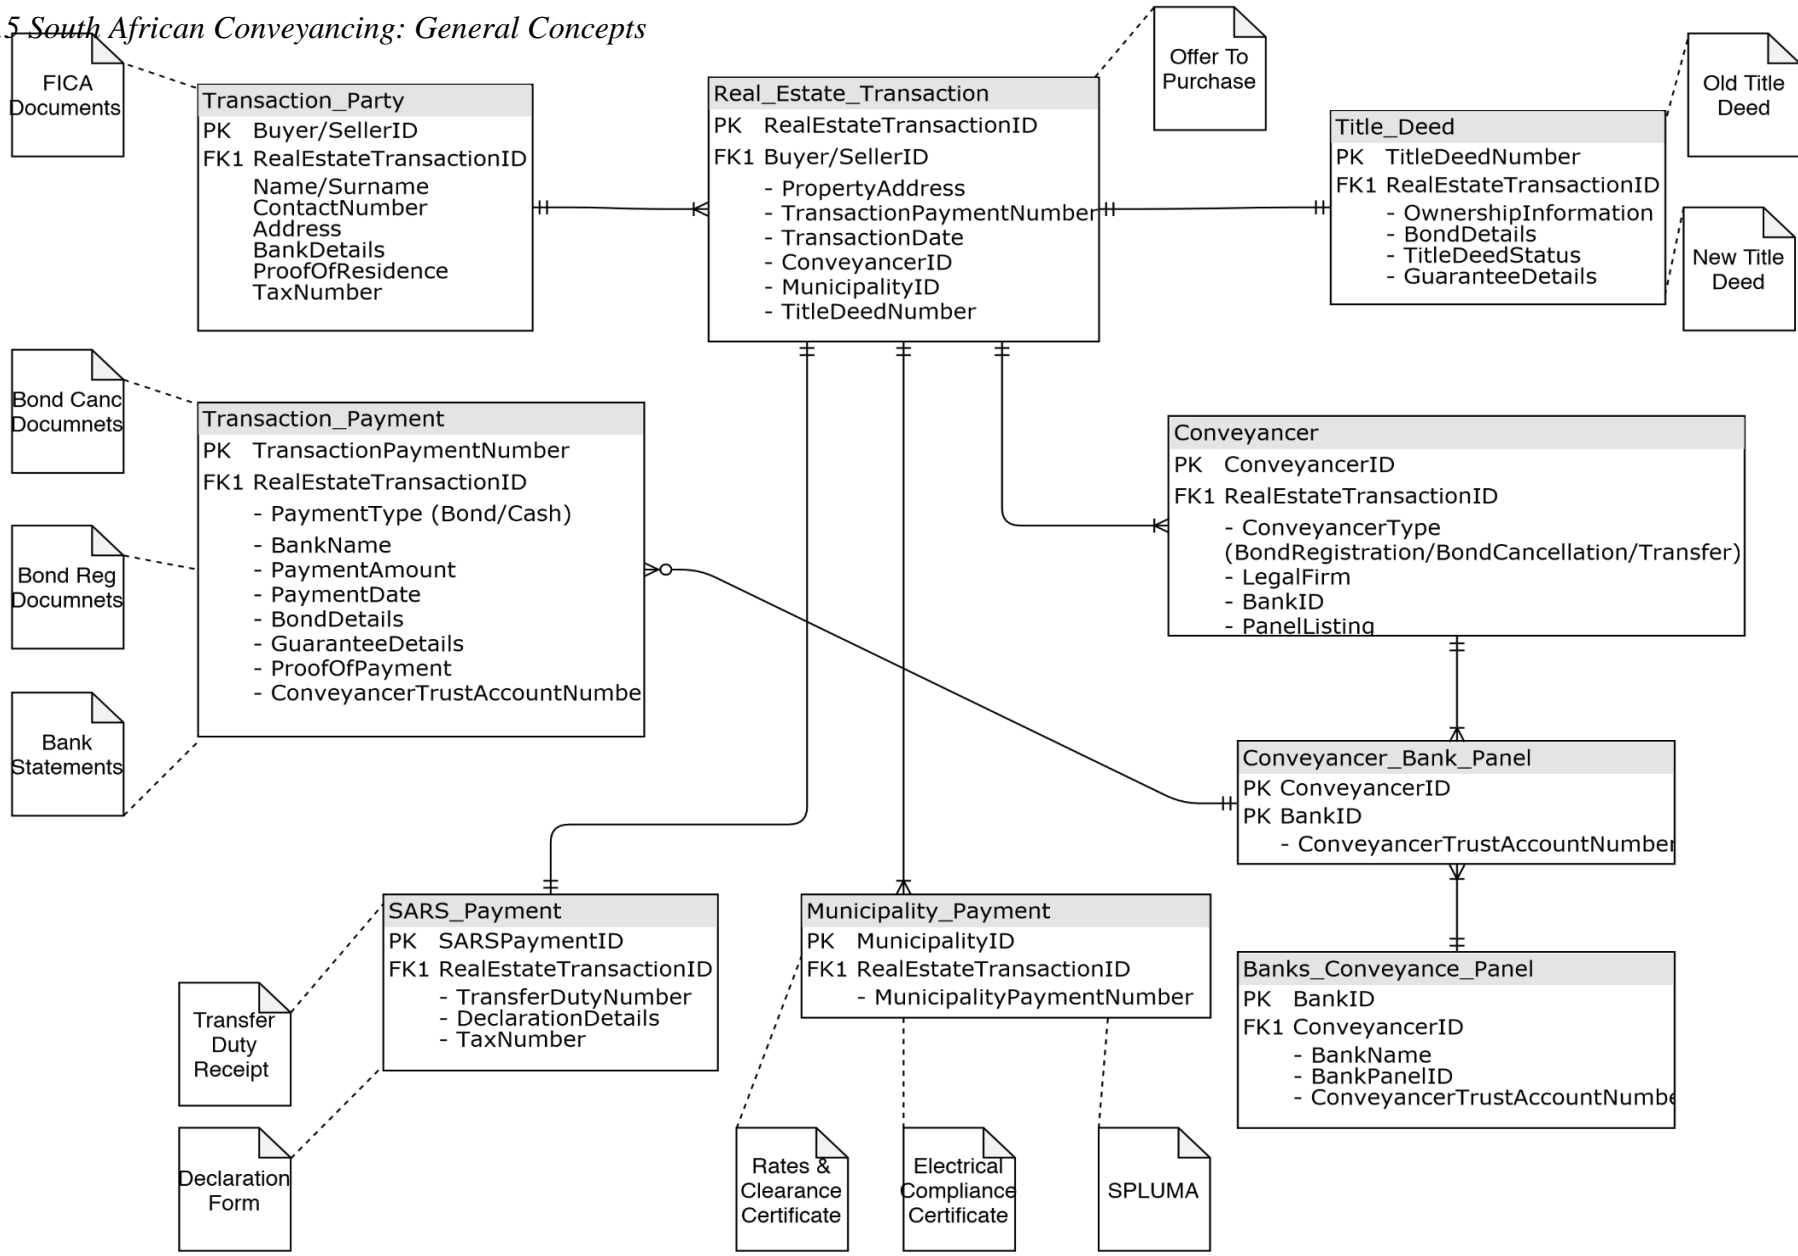 .5 South African Conveyancing: General Concepts
FICA
Documents
Transaction_Party
PK Buyer/SellerID
FK1 RealEstateTransactionID
Name/Surname
ContactNumber
Address
BankDetails
ProofOfResidence
TaxNumber
Real_Estate_Transaction
PK RealEstateTransactionID
FK1 Buyer/SellerID
- PropertyAddress
- TransactionPaymentNumber
- TransactionDate
- ConveyancerID
- MunicipalityID
- TitleDeedNumber
Offer To
Purchase
Title_Deed
PK TitleDeedNumber
FK1 RealEstateTransactionID
- OwnershipInformation
- BondDetails
- TitleDeedStatus
- GuaranteeDetails
Old Title
Deed
New Title
Deed
Bond Canc
Documnets
Bond Reg
Documnets
Bank
Statements
Transaction_Payment
PK TransactionPaymentNumber
FK1 RealEstateTransactionID
- PaymentType (Bond/Cash)
- BankName
- PaymentAmount
- PaymentDate
- BondDetails
- GuaranteeDetails
- ProofOfPayment
- ConveyancerTrustAccountNumbe
Conveyancer
PK ConveyancerID
FK1 RealEstateTransactionID
- ConveyancerType
(BondRegistration/BondCancellation/Transfer)
- LegalFirm
- BankID
- PanelListing
Conveyancer_Bank_Panel
PK ConveyancerID
PK BankID
- ConveyancerTrustAccountNumber
SARS_Payment
PK SARSPaymentID
FK1 RealEstateTransactionID
- TransferDutyNumber
- DeclarationDetails
- TaxNumber
Municipality_Payment
PK MunicipalityID
FK1 RealEstateTransactionID
- MunicipalityPaymentNumber
Banks_Conveyance_Panel
PK BankID
FK1 ConveyancerID
- BankName
- BankPanelID
- ConveyancerTrustAccountNumbe
Transfer
Duty
Receipt
Declaration
Form
Rates &
Clearance
Certificate
Electrical
Compliance
Certificate
SPLUMA